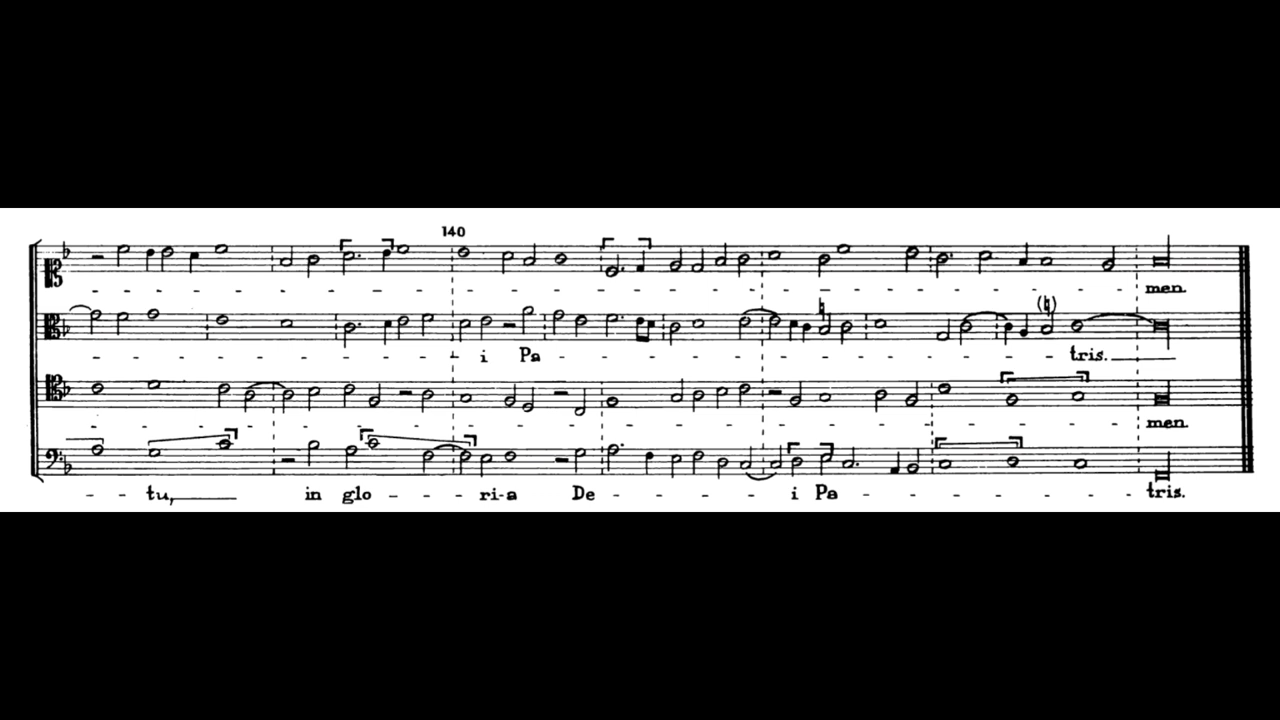 140
- - - - - - - - - - - - - - - - - - - - - - - - - men.
- - - - - - - - - - - - i Pa - - - - - - - - - - - - - - tris.
- - - - - - - - - - - - - - - - - - - - - - - - - men.
- tu, in glo - - - ri-a De - - - - - i Pa - - - - - - - - tris.